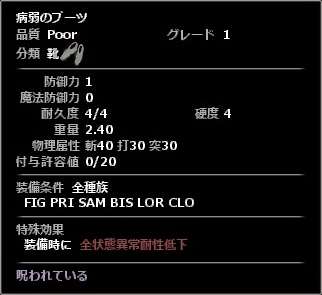 病弱のブーツ
品質 Poor グレード 1
分類 靴
防御力 1
魔法防御力 0
耐久度 4/4 硬度 4
重量 2.40
物理属性 斬40 打30 突30
付与許容値 0/20
装備条件 全種族
FIG PRI SAM BIS LOR CLO
特殊効果
装備時に 全状態異常耐性低下
呪われている